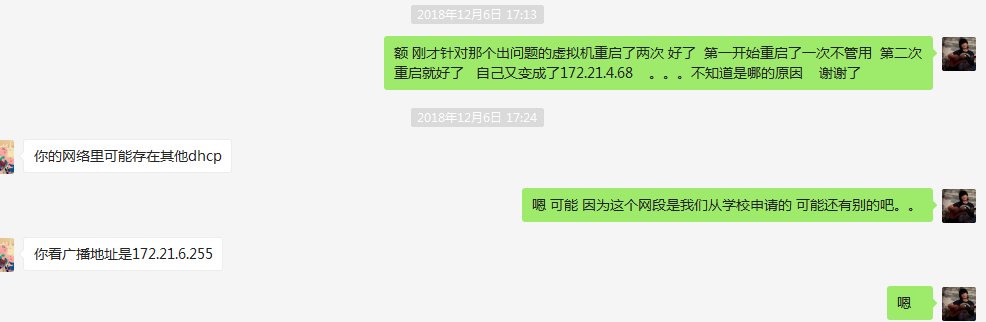 2018年12月6日 17:13
额 刚才针对那个出问题的虚拟机重启了两次 好了  第一开始重启了一次不管用  第二次
重启就好了   自己又变成了172.21.4.68    。。。不知道是哪的原因    谢谢了
2018年12月6日 17:24
你的网络里可能存在其他dhcp
嗯 可能 因为这个网段是我们从学校申请的 可能还有别的吧。。
你看广播地址是172.21.6.255
嗯